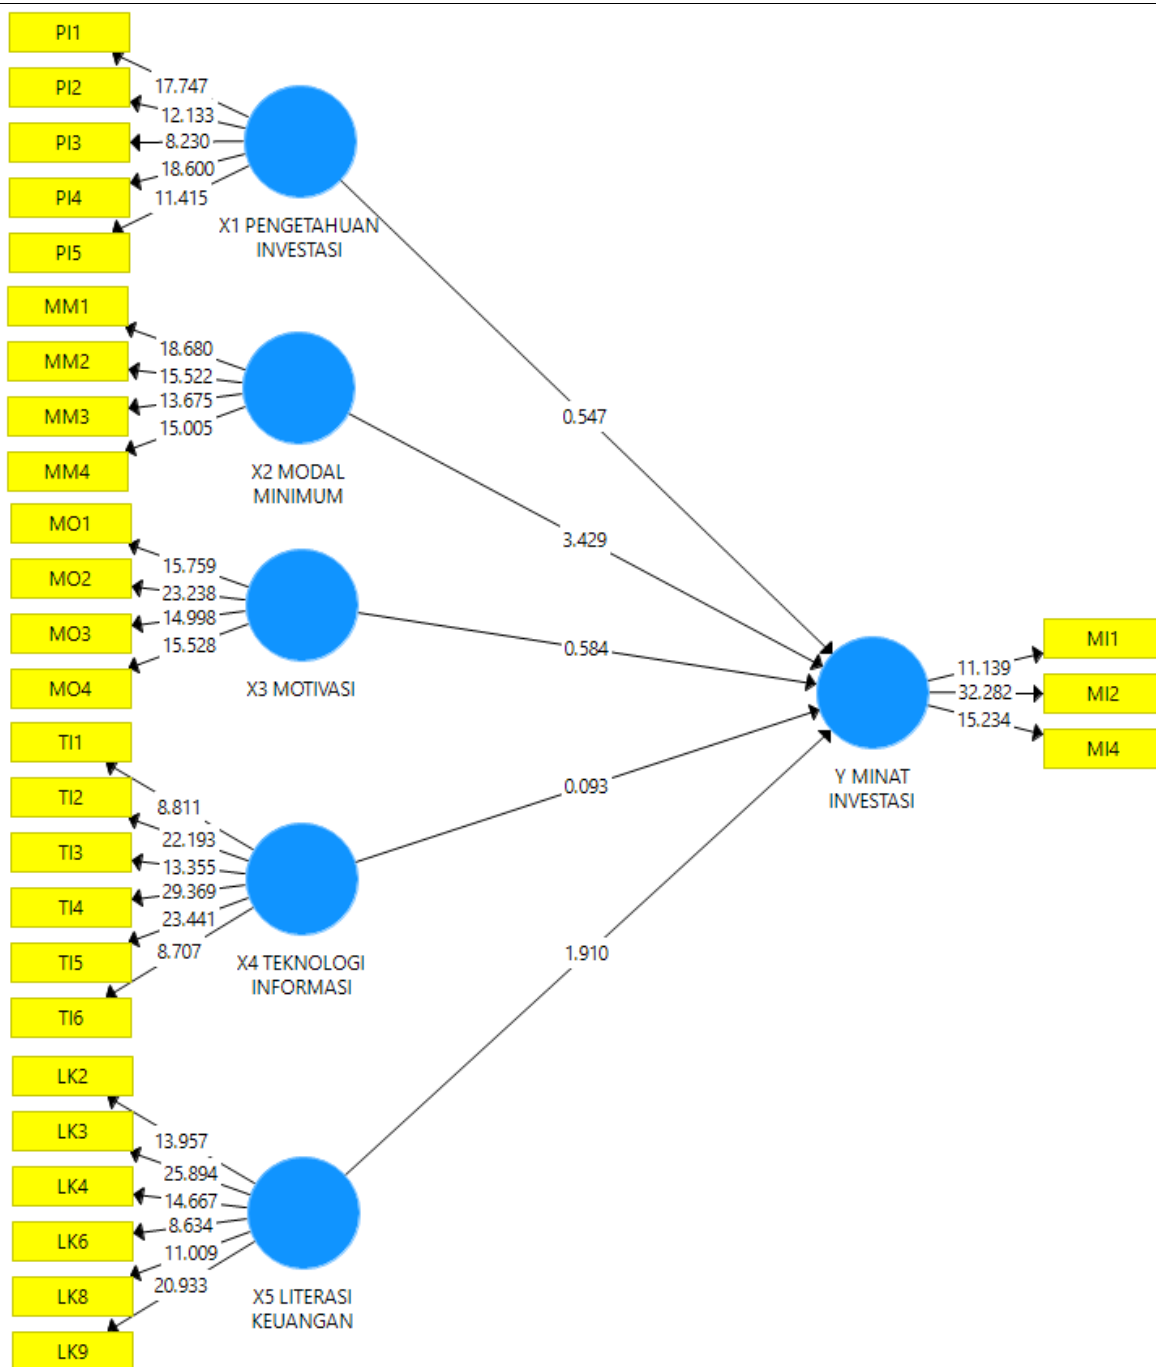 PI1
PI2
PI3
PI4
PI5
17.747
12.133
8.230
18.600
11.415
X1 PENGETAHUAN
INVESTASI
MM1
MM2
MM3
MM4
18.680
15.522
13.675
15.005
X2 MODAL
MINIMUM
MO1
MO2
MO3
MO4
15.759
23.238
14.998
15.528
X3 MOTIVASI
TI1
TI2
TI3
TI4
TI5
TI6
8.811
22.193
13.355
29.369
23.441
8.707
X4 TEKNOLOGI
INFORMASI
LK2
LK3
LK4
LK6
LK8
LK9
13.957
25.894
14.667
8.634
11.009
20.933
X5 LITERASI
KEUANGAN
0.547
3.429
0.584
0.093
1.910
Y MINAT
INVESTASI
11.139
32.282
15.234
MI1
MI2
MI4